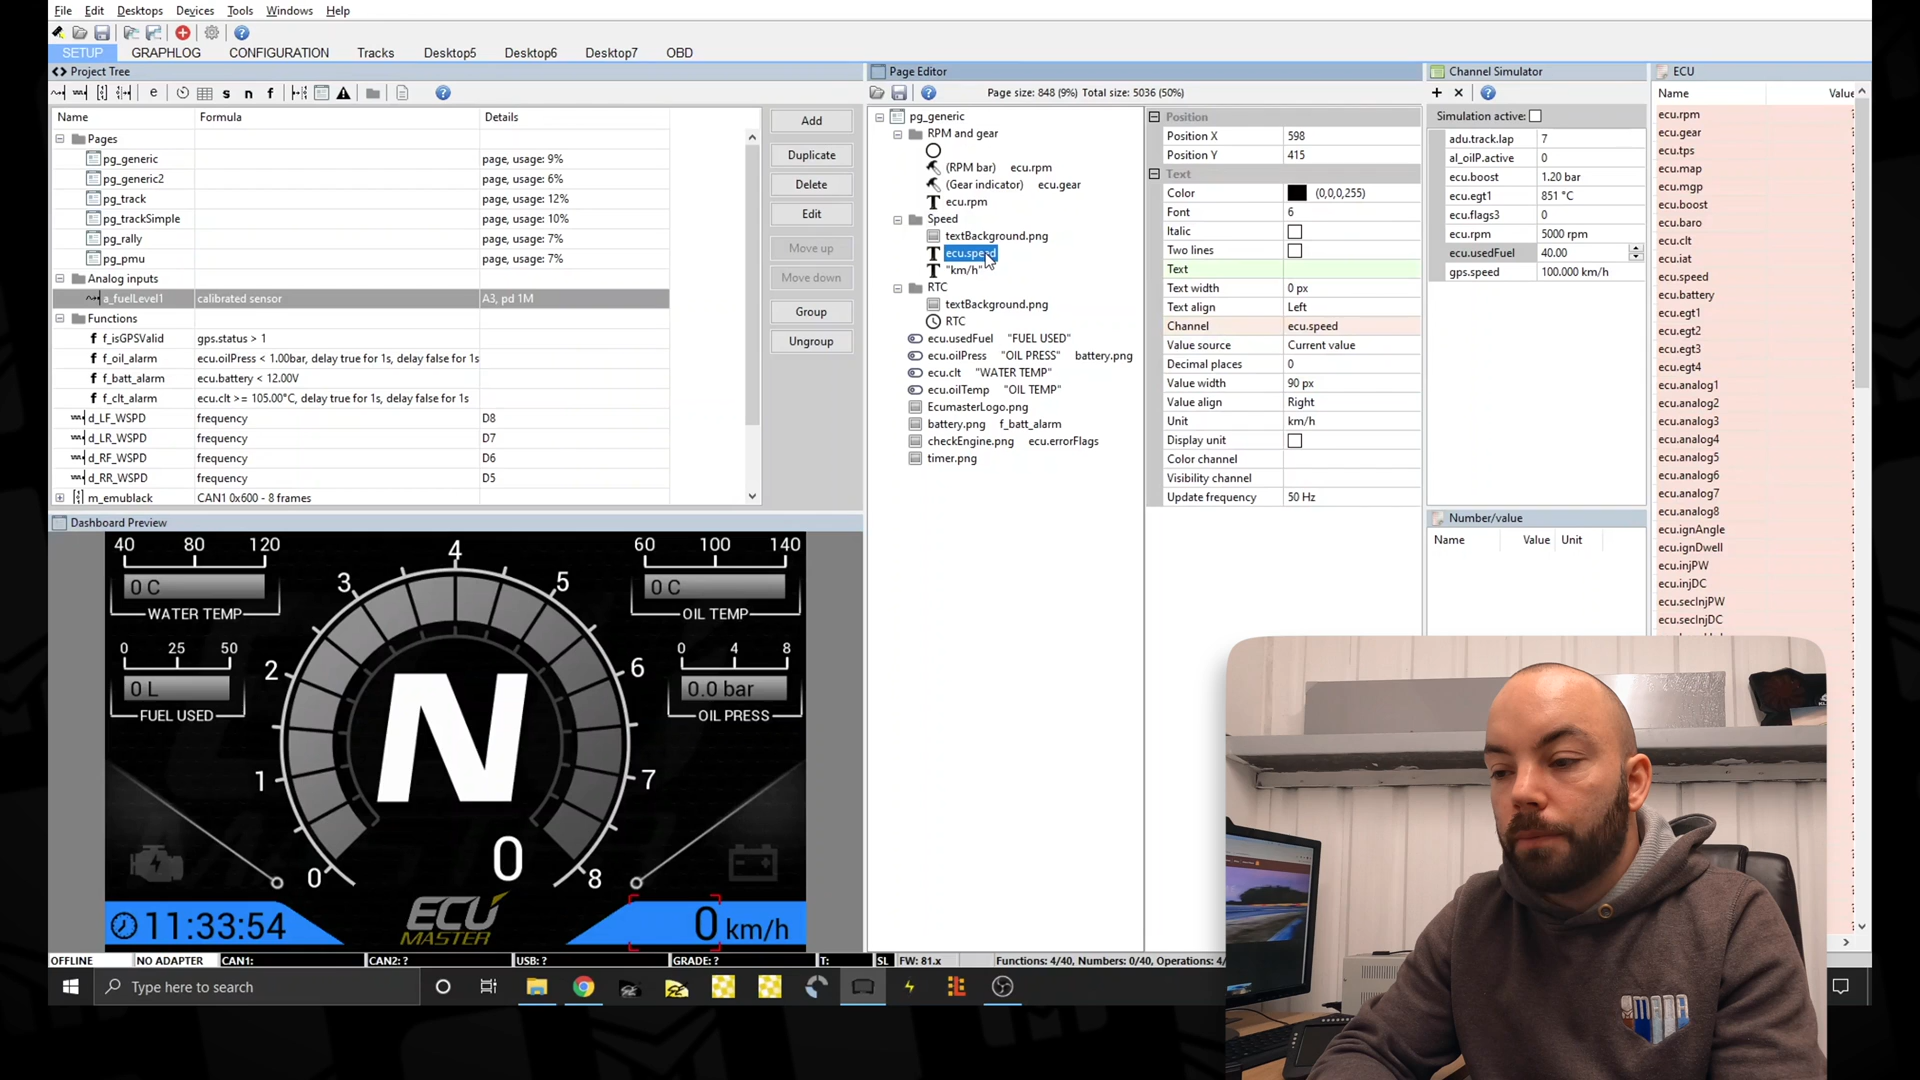 File Edit Desktops Devices Tools Windows Help
SETUP GRAPHLOG CONFIGURATION Tracks Desktop5 Desktop6 Desktop7 OBD
Project Tree
Name Formula Details
Pages
pg_generic page, usage: 9%
pg_generic2 page, usage: 6%
pg_track page, usage: 12%
pg_trackSimple page, usage: 10%
pg_rally page, usage: 7%
pg_pmu page, usage: 7%
Analog inputs
a_fuelLevel1 calibrated sensor A3, pd 1M
Functions
f_isGPSValid gps.status > 1
f_oil_alarm ecu.oilPress < 1.00bar, delay true for 1s, delay false for 1s
f_batt_alarm ecu.battery < 12.00V
f_clt_alarm ecu.clt >= 105.00°C, delay true for 1s, delay false for 1s
d_LF_WSPD frequency D8
d_LR_WSPD frequency D7
d_RF_WSPD frequency D6
d_RR_WSPD frequency D5
m_emublack CAN1 0x600 - 8 frames
Add
Duplicate
Delete
Edit
Move up
Move down
Group
Ungroup
Page Editor
Page size: 848 (9%) Total size: 5036 (50%)
pg_generic
RPM and gear
(RPM bar) ecu.rpm
(Gear indicator) ecu.gear
ecu.rpm
Speed
textBackground.png
ecu.speed
"km/h"
RTC
textBackground.png
RTC
ecu.usedFuel "FUEL USED"
ecu.oilPress "OIL PRESS" battery.png
ecu.clt "WATER TEMP"
ecu.oilTemp "OIL TEMP"
EcumasterLogo.png
battery.png f_batt_alarm
checkEngine.png ecu.errorFlags
timer.png
Position
Position X 598
Position Y 415
Text
Color (0,0,0,255)
Font 6
Italic
Two lines
Text
Text width 0 px
Text align Left
Channel ecu.speed
Value source Current value
Decimal places 0
Value width 90 px
Value align Right
Unit km/h
Display unit
Color channel
Visibility channel
Update frequency 50 Hz
Channel Simulator
Simulation active:
adu.track.lap 7
al_oilP.active 0
ecu.boost 1.20 bar
ecu.egt1 851 °C
ecu.flags3 0
ecu.rpm 5000 rpm
ecu.usedFuel 40.00
gps.speed 100.000 km/h
Number/value
Name Value Unit
ECU
Name Value
ecu.rpm ?
ecu.gear ?
ecu.tps ?
ecu.map ?
ecu.mgp ?
ecu.boost ?
ecu.baro ?
ecu.clt ?
ecu.iat ?
ecu.speed ?
ecu.battery ?
ecu.egt1 ?
ecu.egt2 ?
ecu.egt3 ?
ecu.egt4 ?
ecu.analog1 ?
ecu.analog2 ?
ecu.analog3 ?
ecu.analog4 ?
ecu.analog5 ?
ecu.analog6 ?
ecu.analog7 ?
ecu.analog8 ?
ecu.ignAngle ?
ecu.ignDwell ?
ecu.injPW ?
ecu.injDC ?
ecu.secInjPW ?
ecu.secInjDC ?
Dashboard Preview
40 80 120
0 C
WATER TEMP
0 25 50
0 L
FUEL USED
60 100 140
0 C
OIL TEMP
0 4 8
0.0 bar
OIL PRESS
0 1 2 3 4 5 6 7 8
N
0
11:33:54
ECU
MASTER
0 km/h
OFFLINE NO ADAPTER CAN1: CAN2: ? USB: ? GRADE: ? T: SL FW: 81.x Functions: 4/40, Numbers: 0/40, Operations: 4/
Type here to search